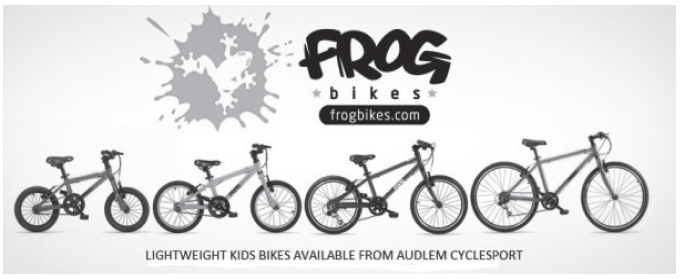 FROG
bikes
frogbikes.com
LIGHTWEIGHT KIDS BIKES AVAILABLE FROM AUDLEM CYCLESPORT